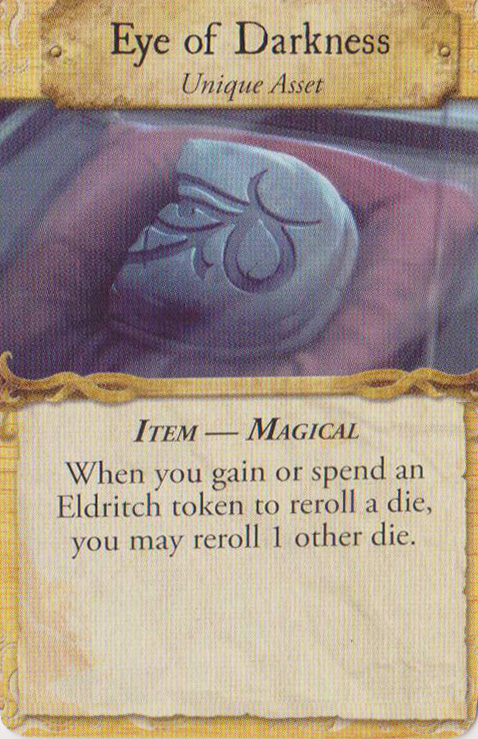 Eye of Darkness
Unique Asset
Item — Magical
When you gain or spend an
Eldritch token to reroll a die,
you may reroll 1 other die.